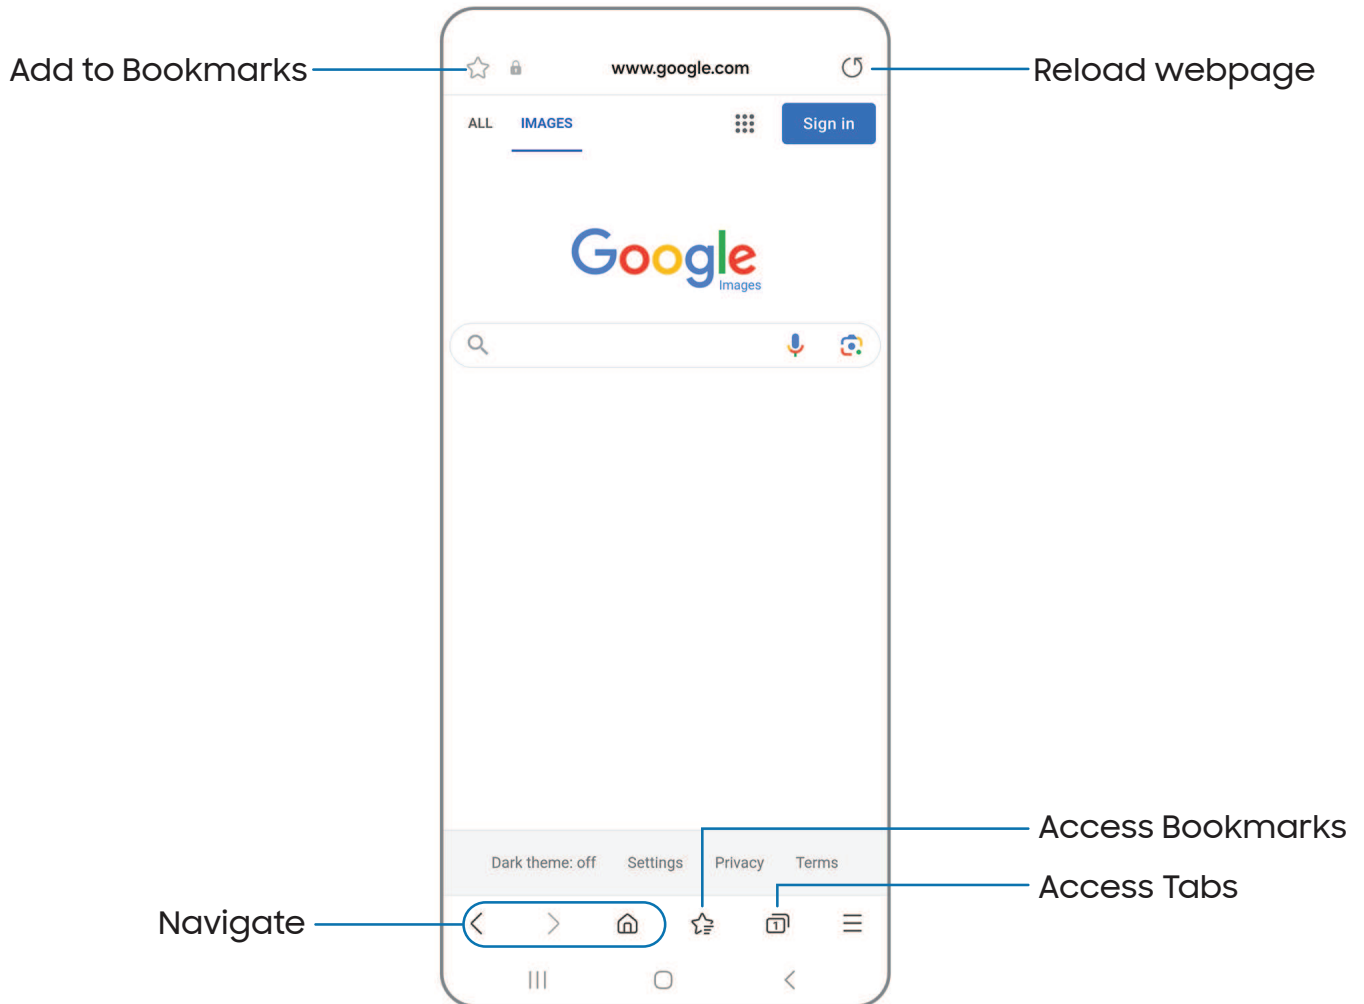 Add to Bookmarks
www.google.com
Reload webpage
ALL IMAGES
Sign in
Google
Images
Access Bookmarks
Dark theme: off Settings Privacy Terms
Access Tabs
Navigate
1